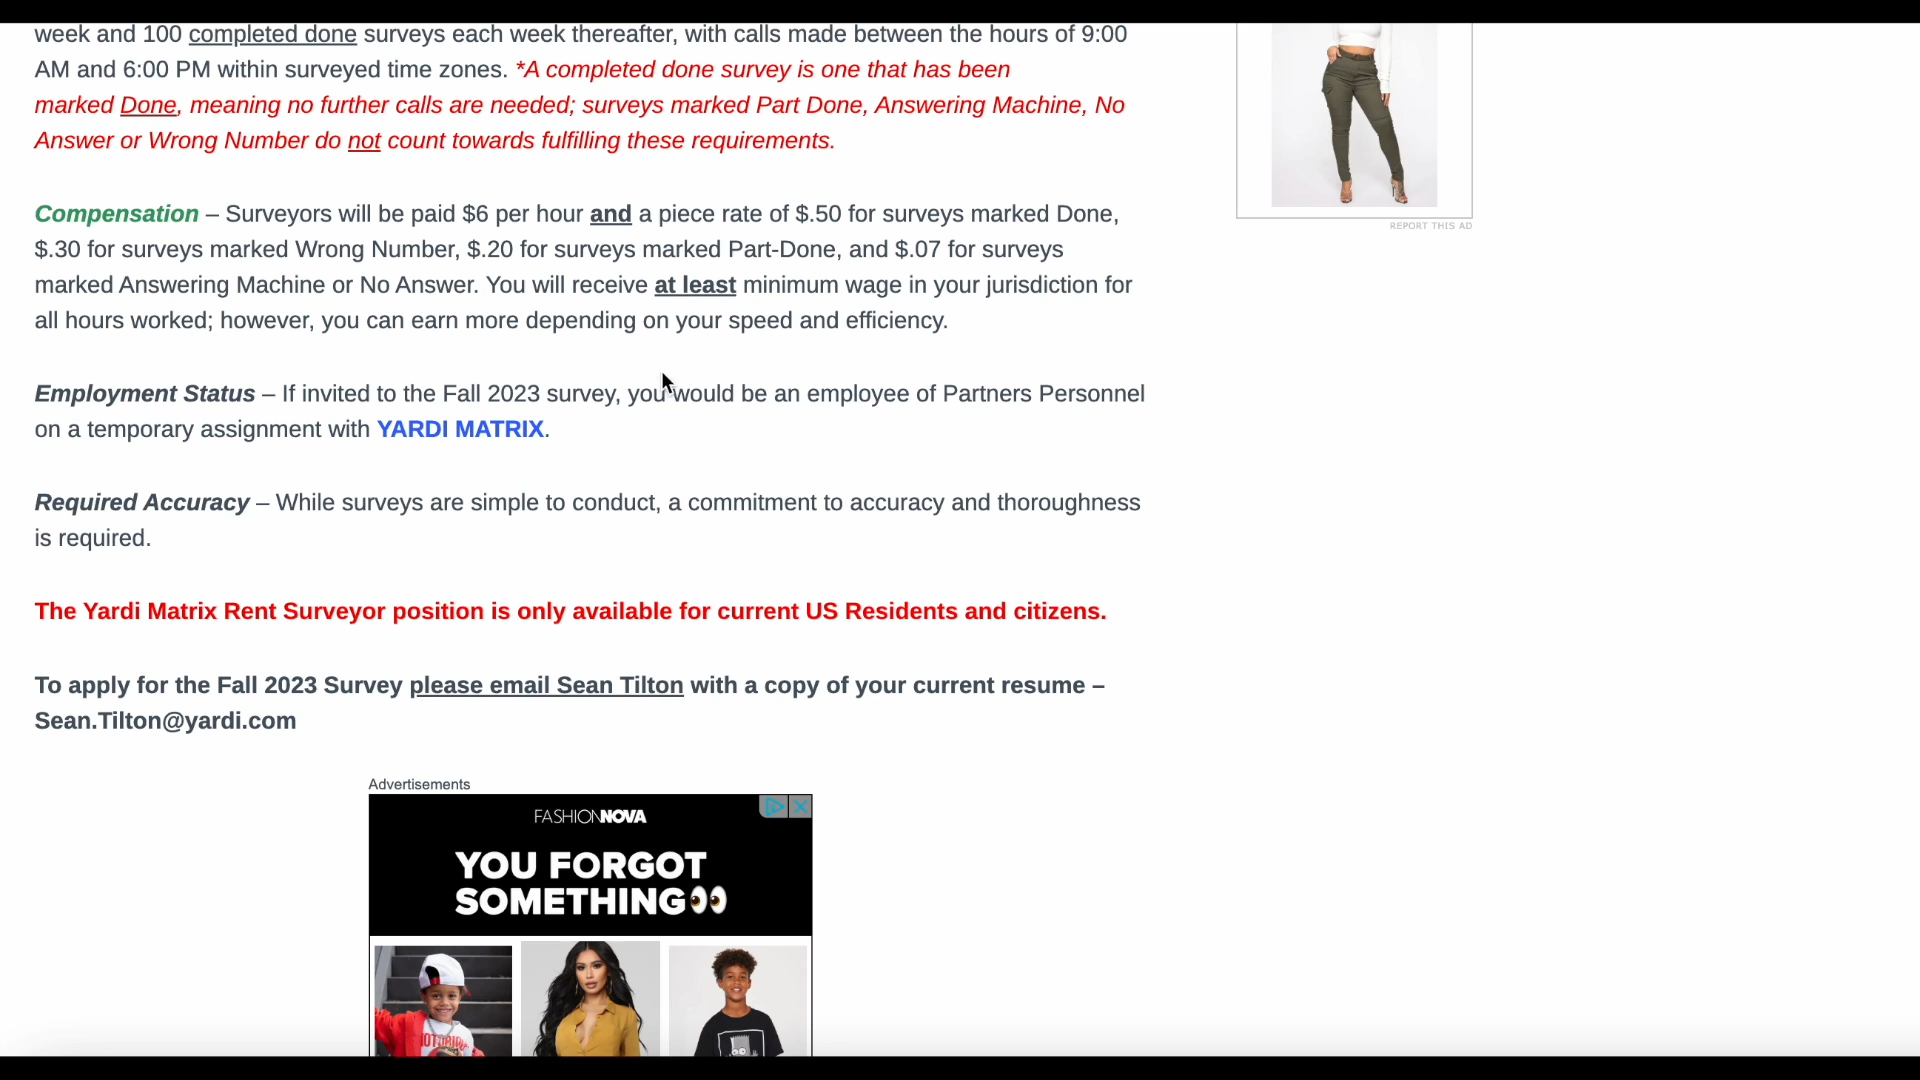 week and 100 completed done surveys each week thereafter, with calls made between the hours of 9:00
AM and 6:00 PM within surveyed time zones. *A completed done survey is one that has been
marked Done, meaning no further calls are needed; surveys marked Part Done, Answering Machine, No
Answer or Wrong Number do not count towards fulfilling these requirements.
REPORT THIS AD
Compensation – Surveyors will be paid $6 per hour and a piece rate of $.50 for surveys marked Done,
$.30 for surveys marked Wrong Number, $.20 for surveys marked Part-Done, and $.07 for surveys
marked Answering Machine or No Answer. You will receive at least minimum wage in your jurisdiction for
all hours worked; however, you can earn more depending on your speed and efficiency.
Employment Status – If invited to the Fall 2023 survey, you would be an employee of Partners Personnel
on a temporary assignment with YARDI MATRIX.
Required Accuracy – While surveys are simple to conduct, a commitment to accuracy and thoroughness
is required.
The Yardi Matrix Rent Surveyor position is only available for current US Residents and citizens.
To apply for the Fall 2023 Survey please email Sean Tilton with a copy of your current resume –
Sean.Tilton@yardi.com
Advertisements
FASHIONNOVA
YOU FORGOT
SOMETHING👀